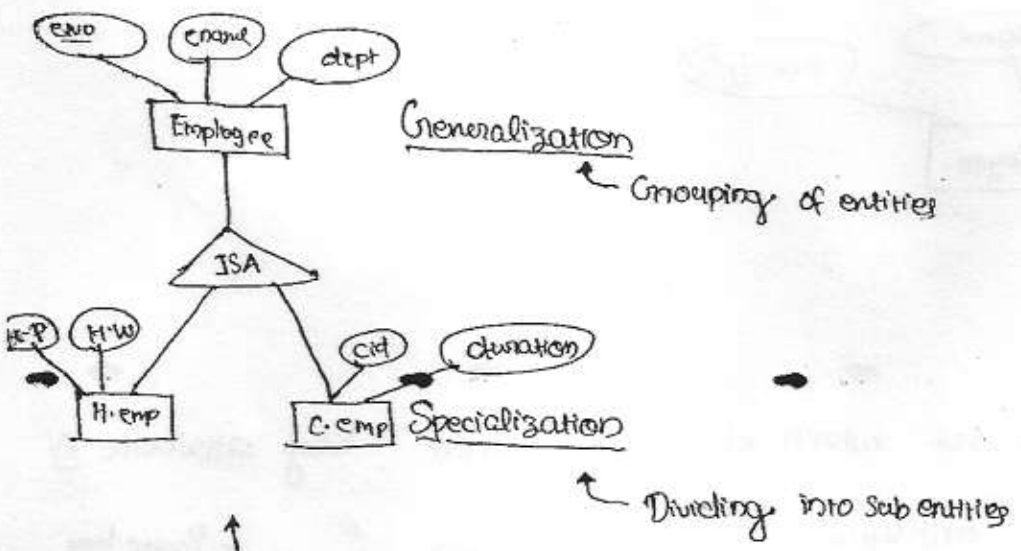 eno ename dept
Employee
Generalization
Grouping of entities
ISA
H.W
cid duration
H.emp
C.emp
Specialization
Dividing into sub entities